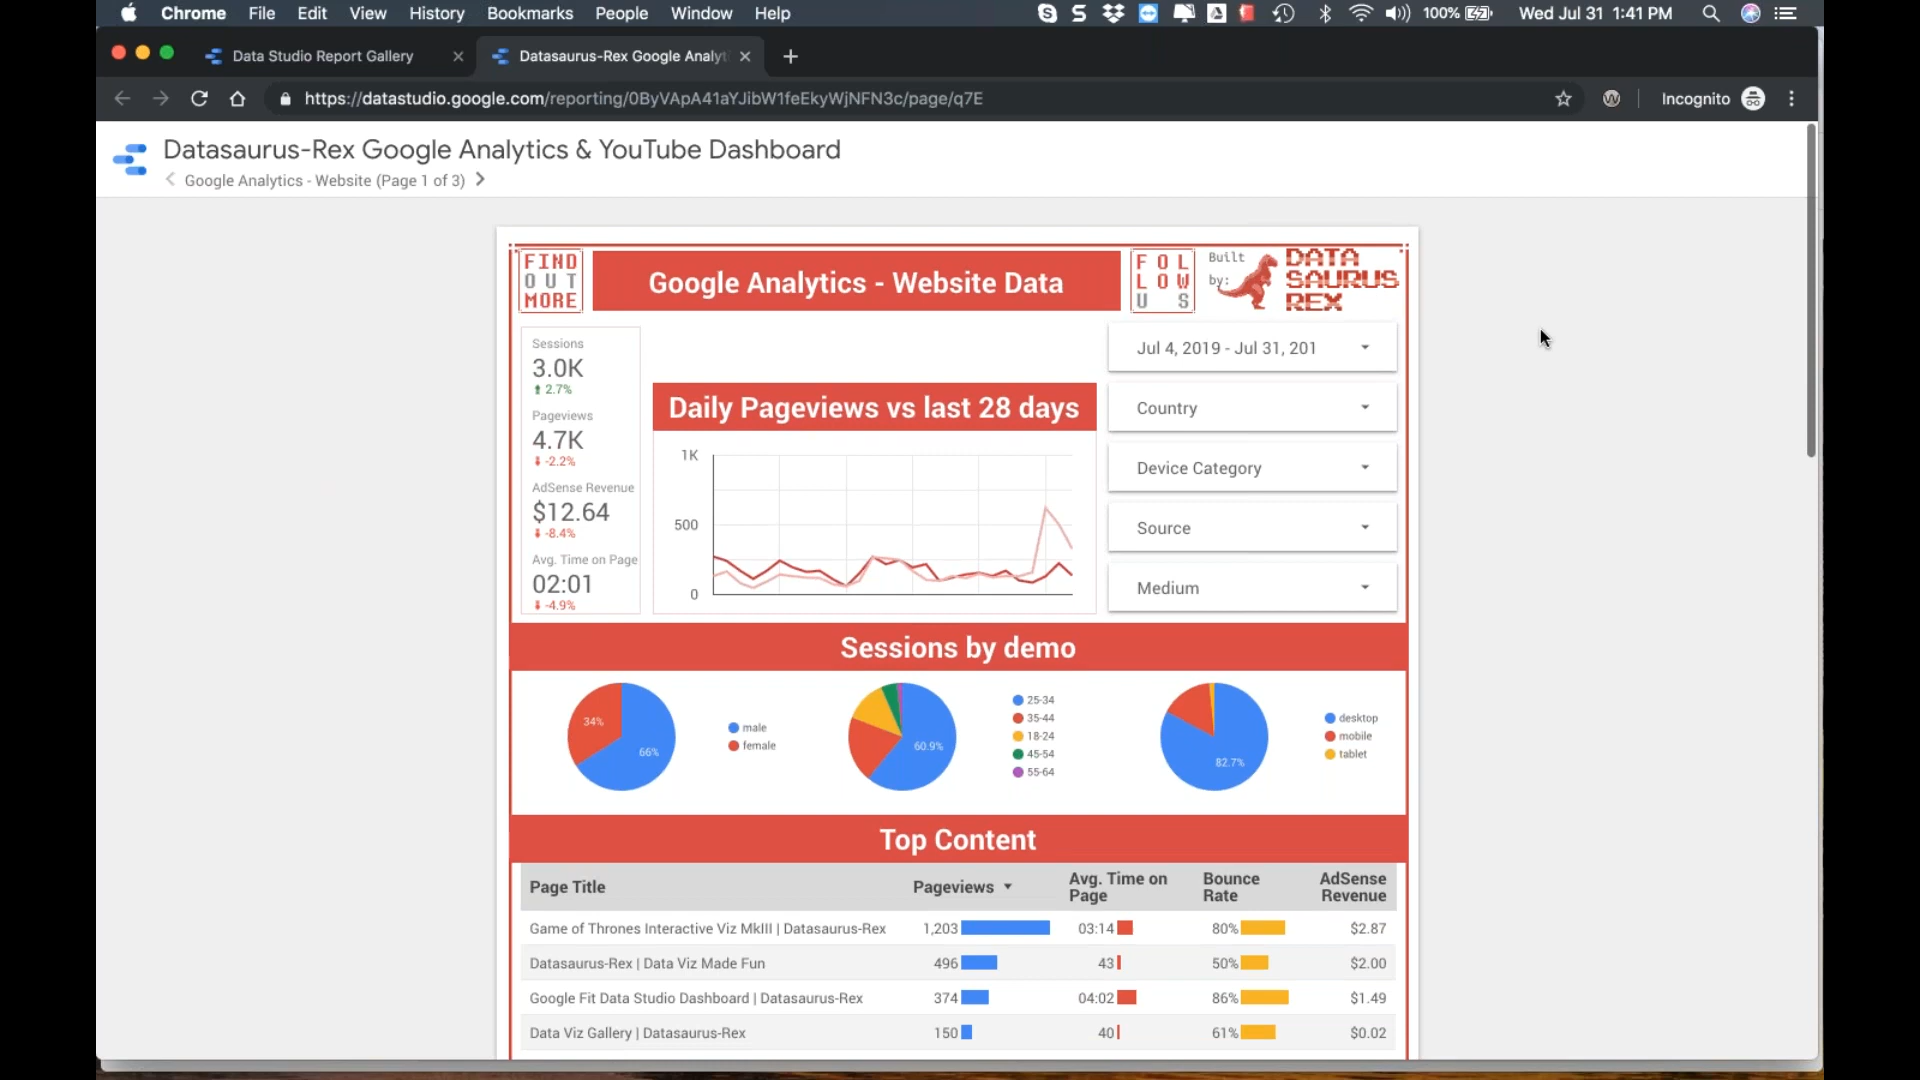 Chrome File Edit View History Bookmarks People Window Help 100% Wed Jul 31 1:41 PM
Data Studio Report Gallery
Datasaurus-Rex Google Analyt
https://datastudio.google.com/reporting/0ByVApA41aYJibW1feEkyWjNFN3c/page/q7E
Incognito
Datasaurus-Rex Google Analytics & YouTube Dashboard
Google Analytics - Website (Page 1 of 3)
FIND
OUT
MORE
Google Analytics - Website Data
FOL
LOW
U S
Built
by:
DATA
SAURUS
REX
Sessions
3.0K
2.7%
Pageviews
4.7K
-2.2%
AdSense Revenue
$12.64
-8.4%
Avg. Time on Page
02:01
-4.9%
Daily Pageviews vs last 28 days
1K
500
0
Jul 4, 2019 - Jul 31, 201
Country
Device Category
Source
Medium
Sessions by demo
34%
66%
male
female
60.9%
25-34
35-44
18-24
45-54
55-64
82.7%
desktop
mobile
tablet
Top Content
Page Title Pageviews Avg. Time on Page Bounce Rate AdSense Revenue
Game of Thrones Interactive Viz MkIII | Datasaurus-Rex 1,203 03:14 80% $2.87
Datasaurus-Rex | Data Viz Made Fun 496 43 50% $2.00
Google Fit Data Studio Dashboard | Datasaurus-Rex 374 04:02 86% $1.49
Data Viz Gallery | Datasaurus-Rex 150 40 61% $0.02